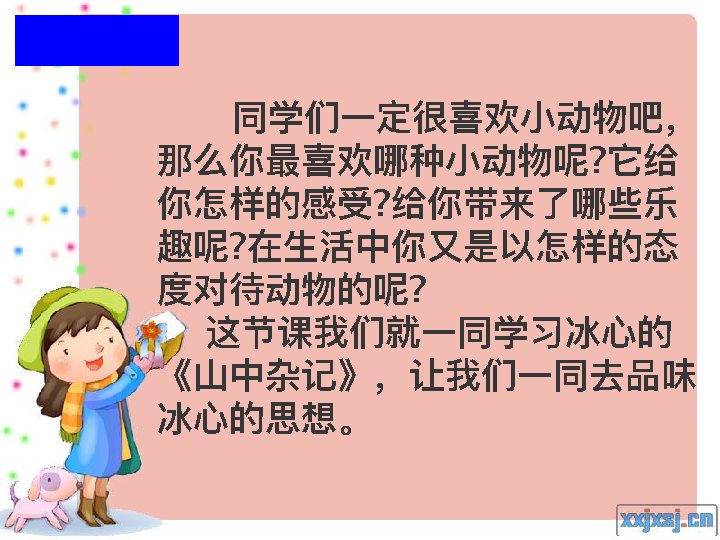 同学们一定很喜欢小动物吧，
那么你最喜欢哪种小动物呢?它给
你怎样的感受?给你带来了哪些乐
趣呢?在生活中你又是以怎样的态
度对待动物的呢?
这节课我们就一同学习冰心的
《山中杂记》，让我们一同去品味
冰心的思想。
xxjxsj.cn